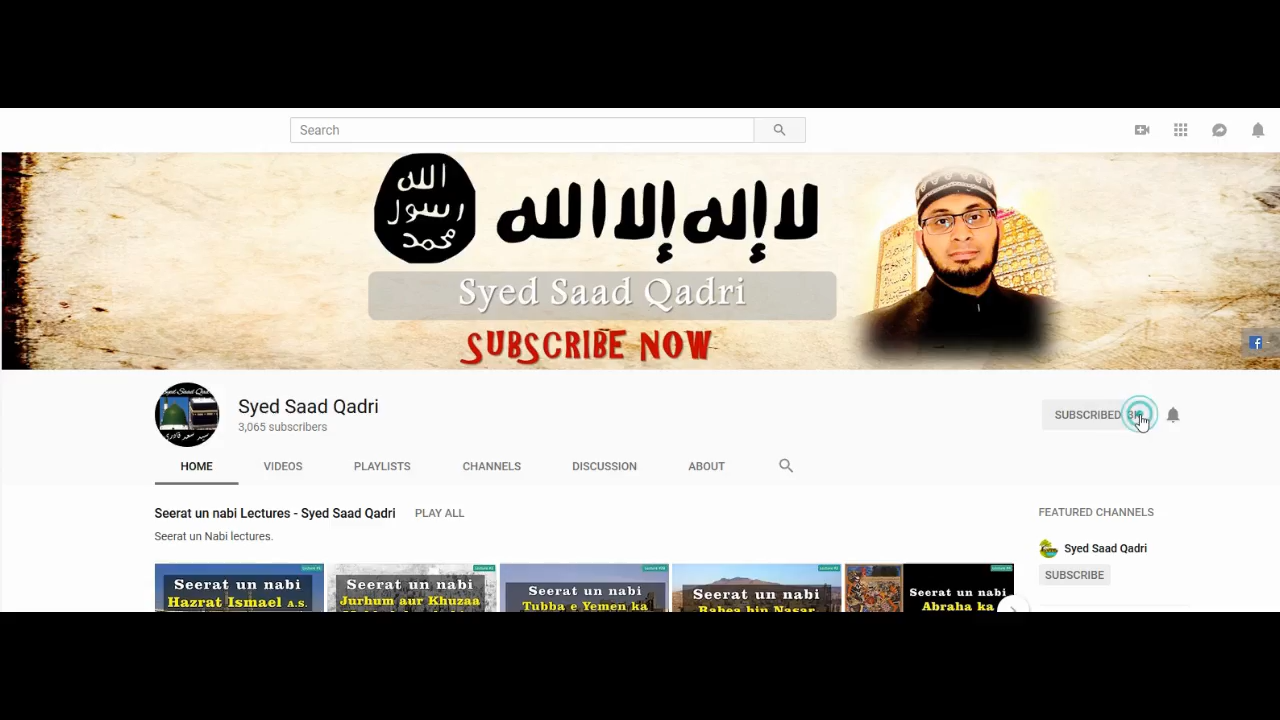 Search
الله
رسول
محمد
لا إله إلا الله
Syed Saad Qadri
SUBSCRIBE NOW
Syed Saad Qadri
3,065 subscribers
SUBSCRIBED
HOME VIDEOS PLAYLISTS CHANNELS DISCUSSION ABOUT
Seerat un nabi Lectures - Syed Saad Qadri PLAY ALL
Seerat un Nabi lectures.
FEATURED CHANNELS
Syed Saad Qadri
SUBSCRIBE
Seerat un nabi
Hazrat Ismael A.S.
Seerat un nabi
Jurhum aur Khuzaa
Seerat un nabi
Tubba e Yemen ka
Seerat un nabi
Rabea bin Nasar
Seerat un nabi
Abraha ka